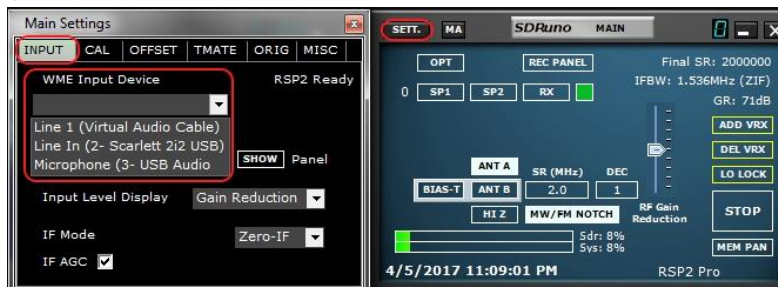 Main Settings
INPUT CAL OFFSET TMATE ORIG MISC
WME Input Device RSP2 Ready
Line 1 (Virtual Audio Cable)
Line In (2- Scarlett 2i2 USB)
Microphone (3- USB Audio
SHOW Panel
Input Level Display Gain Reduction
IF Mode Zero-IF
IF AGC
SETT. MA SDRuno MAIN
OPT REC PANEL Final SR: 2000000
IFBW: 1.536MHz (ZIF)
0 SP1 SP2 RX GR: 71dB
ADD VRX
DEL VRX
ANT A SR (MHz) DEC LO LOCK
BIAS-T ANT B 2.0 1
HI Z MW/FM NOTCH RF Gain Reduction STOP
Sdr: 8%
Sys: 8% MEM PAN
4/5/2017 11:09:01 PM RSP2 Pro